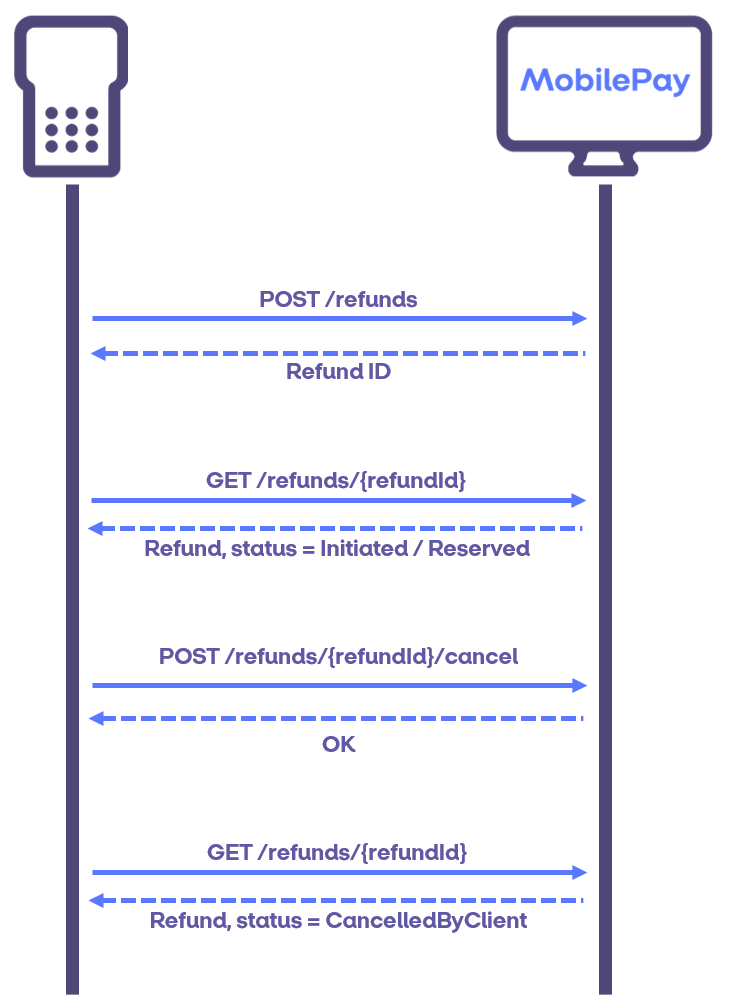 MobilePay
POST /refunds
Refund ID
GET /refunds/{refundId}
Refund, status = Initiated / Reserved
POST /refunds/{refundId}/cancel
OK
GET /refunds/{refundId}
Refund, status = CancelledByClient